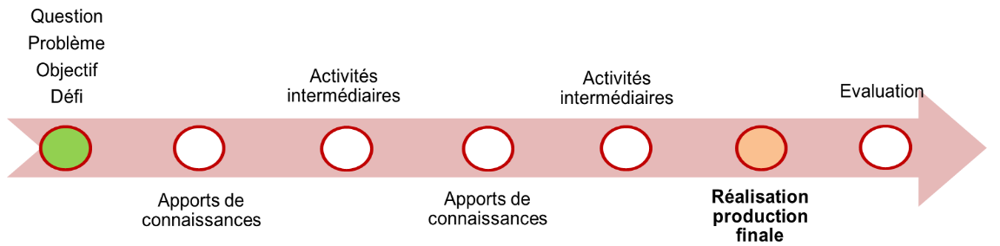 Question
Problème
Objectif
Défi
Apports de
connaissances
Activités
intermédiaires
Apports de
connaissances
Activités
intermédiaires
Réalisation
production
finale
Evaluation